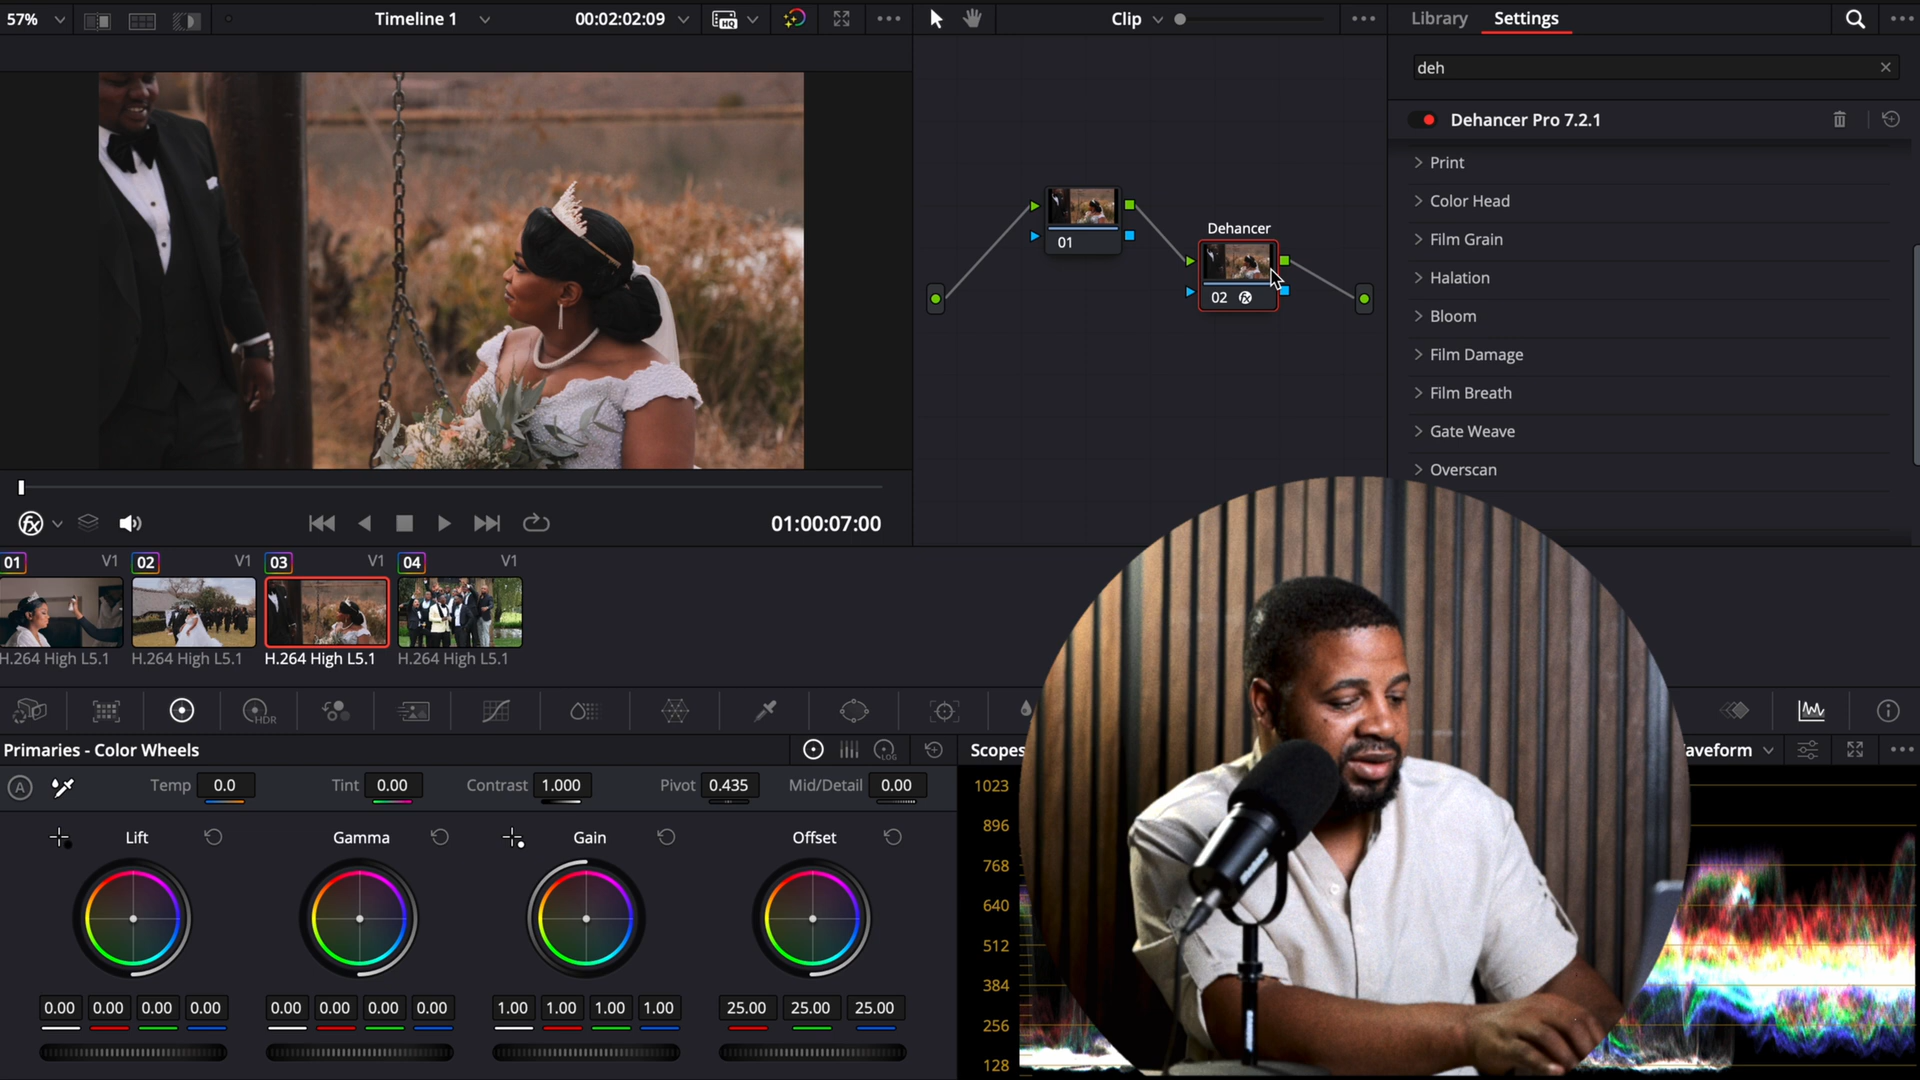 57%
Timeline 1
00:02:02:09
HQ
Clip
Library
Settings
deh
Dehancer Pro 7.2.1
Print
Color Head
Film Grain
Halation
Bloom
Film Damage
Film Breath
Gate Weave
Overscan
01
Dehancer
02
01:00:07:00
01 V1
02 V1
03 V1
04 V1
H.264 High L5.1
H.264 High L5.1
H.264 High L5.1
H.264 High L5.1
HDR
Primaries - Color Wheels
LOG
A
Temp 0.0
Tint 0.00
Contrast 1.000
Pivot 0.435
Mid/Detail 0.00
Lift
Gamma
Gain
Offset
0.00 0.00 0.00 0.00
0.00 0.00 0.00 0.00
1.00 1.00 1.00 1.00
25.00 25.00 25.00
Scopes
aveform
1023
896
768
640
512
384
256
128